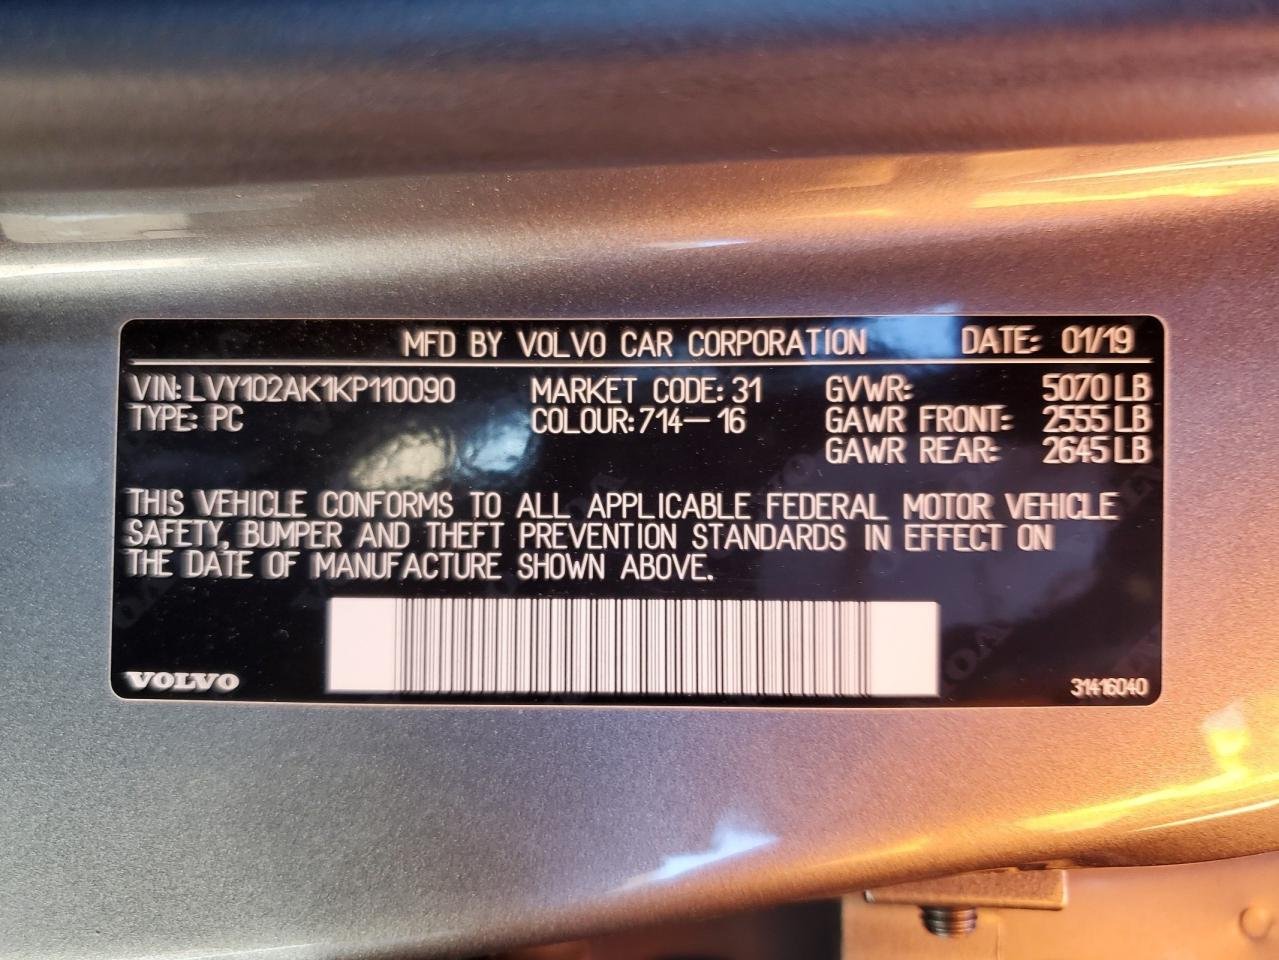 MFD BY VOLVO CAR CORPORATION DATE: 01/19
VIN: LVY102AK1KP110090 MARKET CODE: 31 GVWR: 5070 LB
TYPE: PC COLOUR: 714-16 GAWR FRONT: 2555 LB
GAWR REAR: 2645 LB
THIS VEHICLE CONFORMS TO ALL APPLICABLE FEDERAL MOTOR VEHICLE
SAFETY, BUMPER AND THEFT PREVENTION STANDARDS IN EFFECT ON
THE DATE OF MANUFACTURE SHOWN ABOVE.
VOLVO 31416040